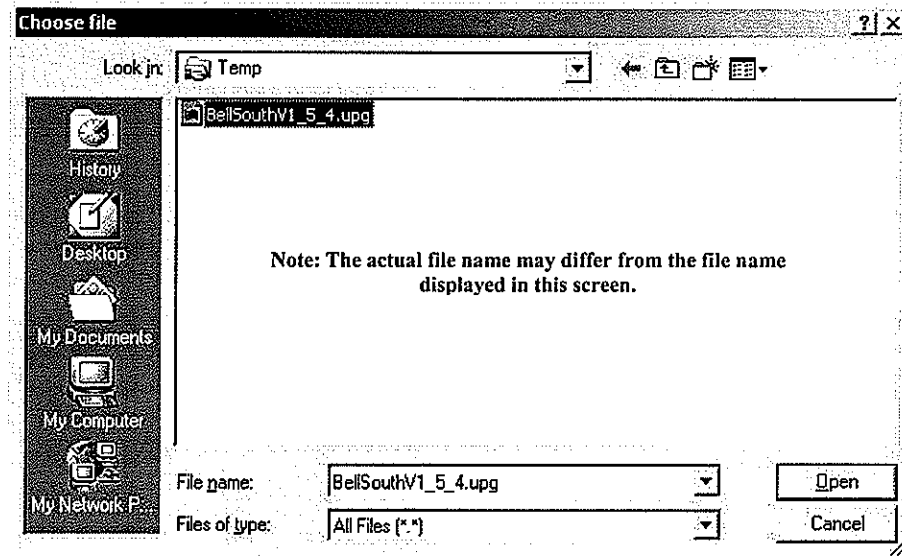 Choose file
Look in: Temp
BellSouthV1_5_4.upg
History
Desktop
My Documents
My Computer
My Network P...
Note: The actual file name may differ from the file name
displayed in this screen.
File name: BellSouthV1_5_4.upg Open
Files of type: All Files (*.*) Cancel